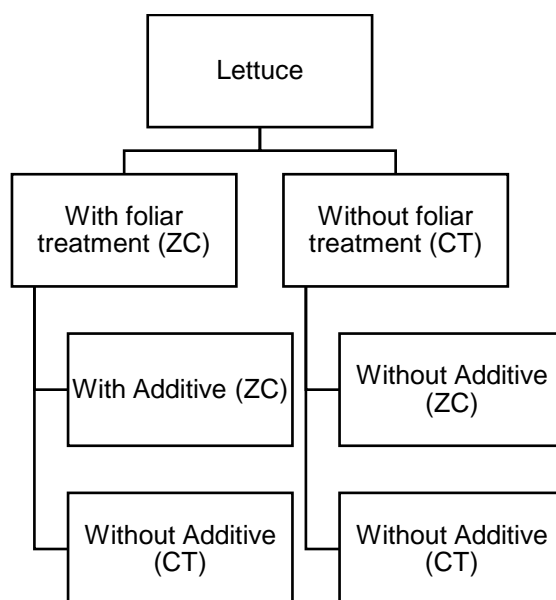 Lettuce
With foliar
treatment (ZC)
Without foliar
treatment (CT)
With Additive (ZC)
Without Additive
(ZC)
Without Additive
(CT)
Without Additive
(CT)